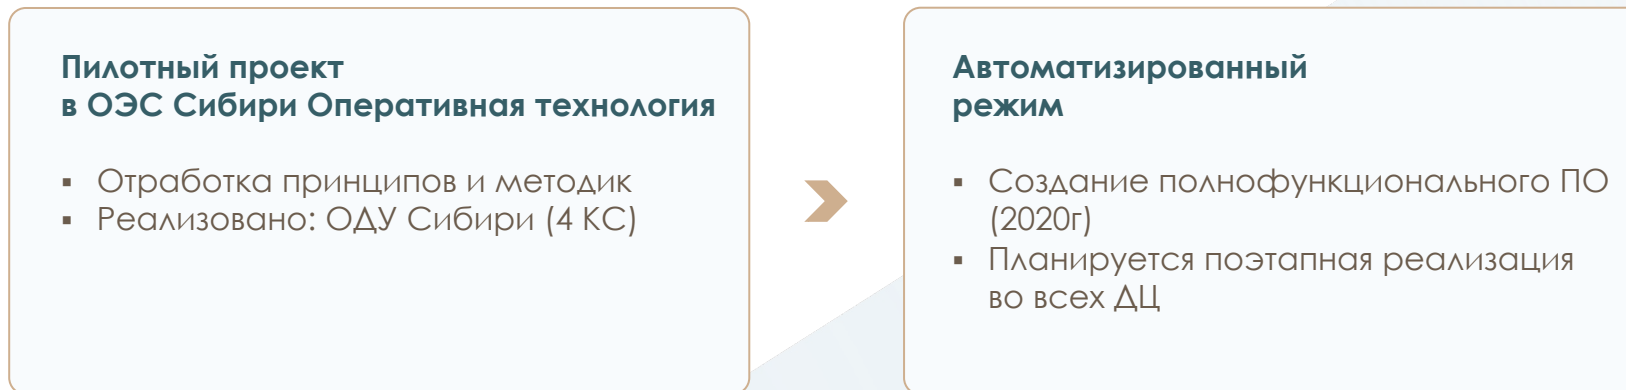 Пилотный проект
в ОЭС Сибири Оперативная технология
▪ Отработка принципов и методик
▪ Реализовано: ОДУ Сибири (4 КС)
Автоматизированный
режим
▪ Создание полнофункционального ПО
(2020г)
▪ Планируется поэтапная реализация
во всех ДЦ